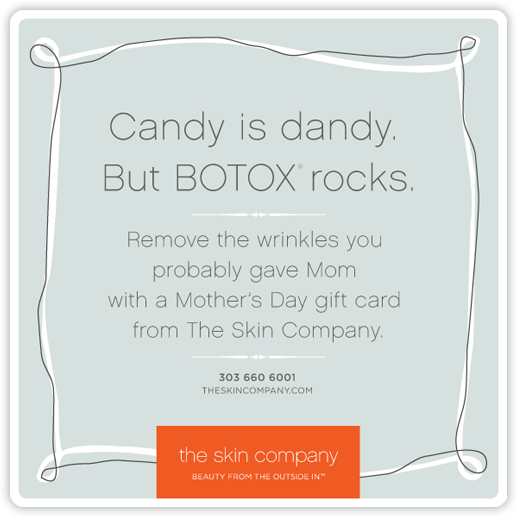 Candy is dandy.
But BOTOX® rocks.
Remove the wrinkles you
probably gave Mom
with a Mother's Day gift card
from The Skin Company.
303 660 6001
THESKINCOMPANY.COM
the skin company
BEAUTY FROM THE OUTSIDE IN™